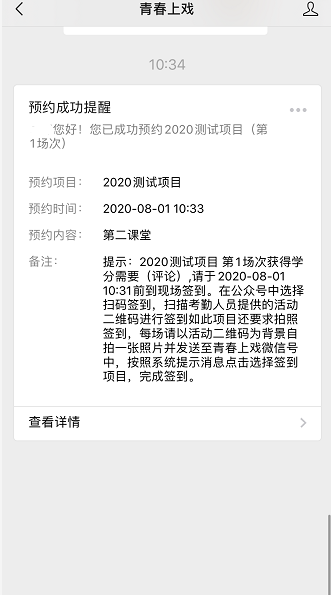 青春上戏
10:34
预约成功提醒
您好！您已成功预约2020测试项目（第
1场次）
预约项目： 2020测试项目
预约时间： 2020-08-01 10:33
预约内容： 第二课堂
备注： 提示：2020测试项目 第1场次获得学
分需要（评论）,请于2020-08-01
10:31前到现场签到。在公众号中选择
扫码签到，扫描考勤人员提供的活动
二维码进行签到如此项目还要求拍照
签到，每场请以活动二维码为背景自
拍一张照片并发送至青春上戏微信号
中，按照系统提示消息点击选择签到
项目，完成签到。
查看详情